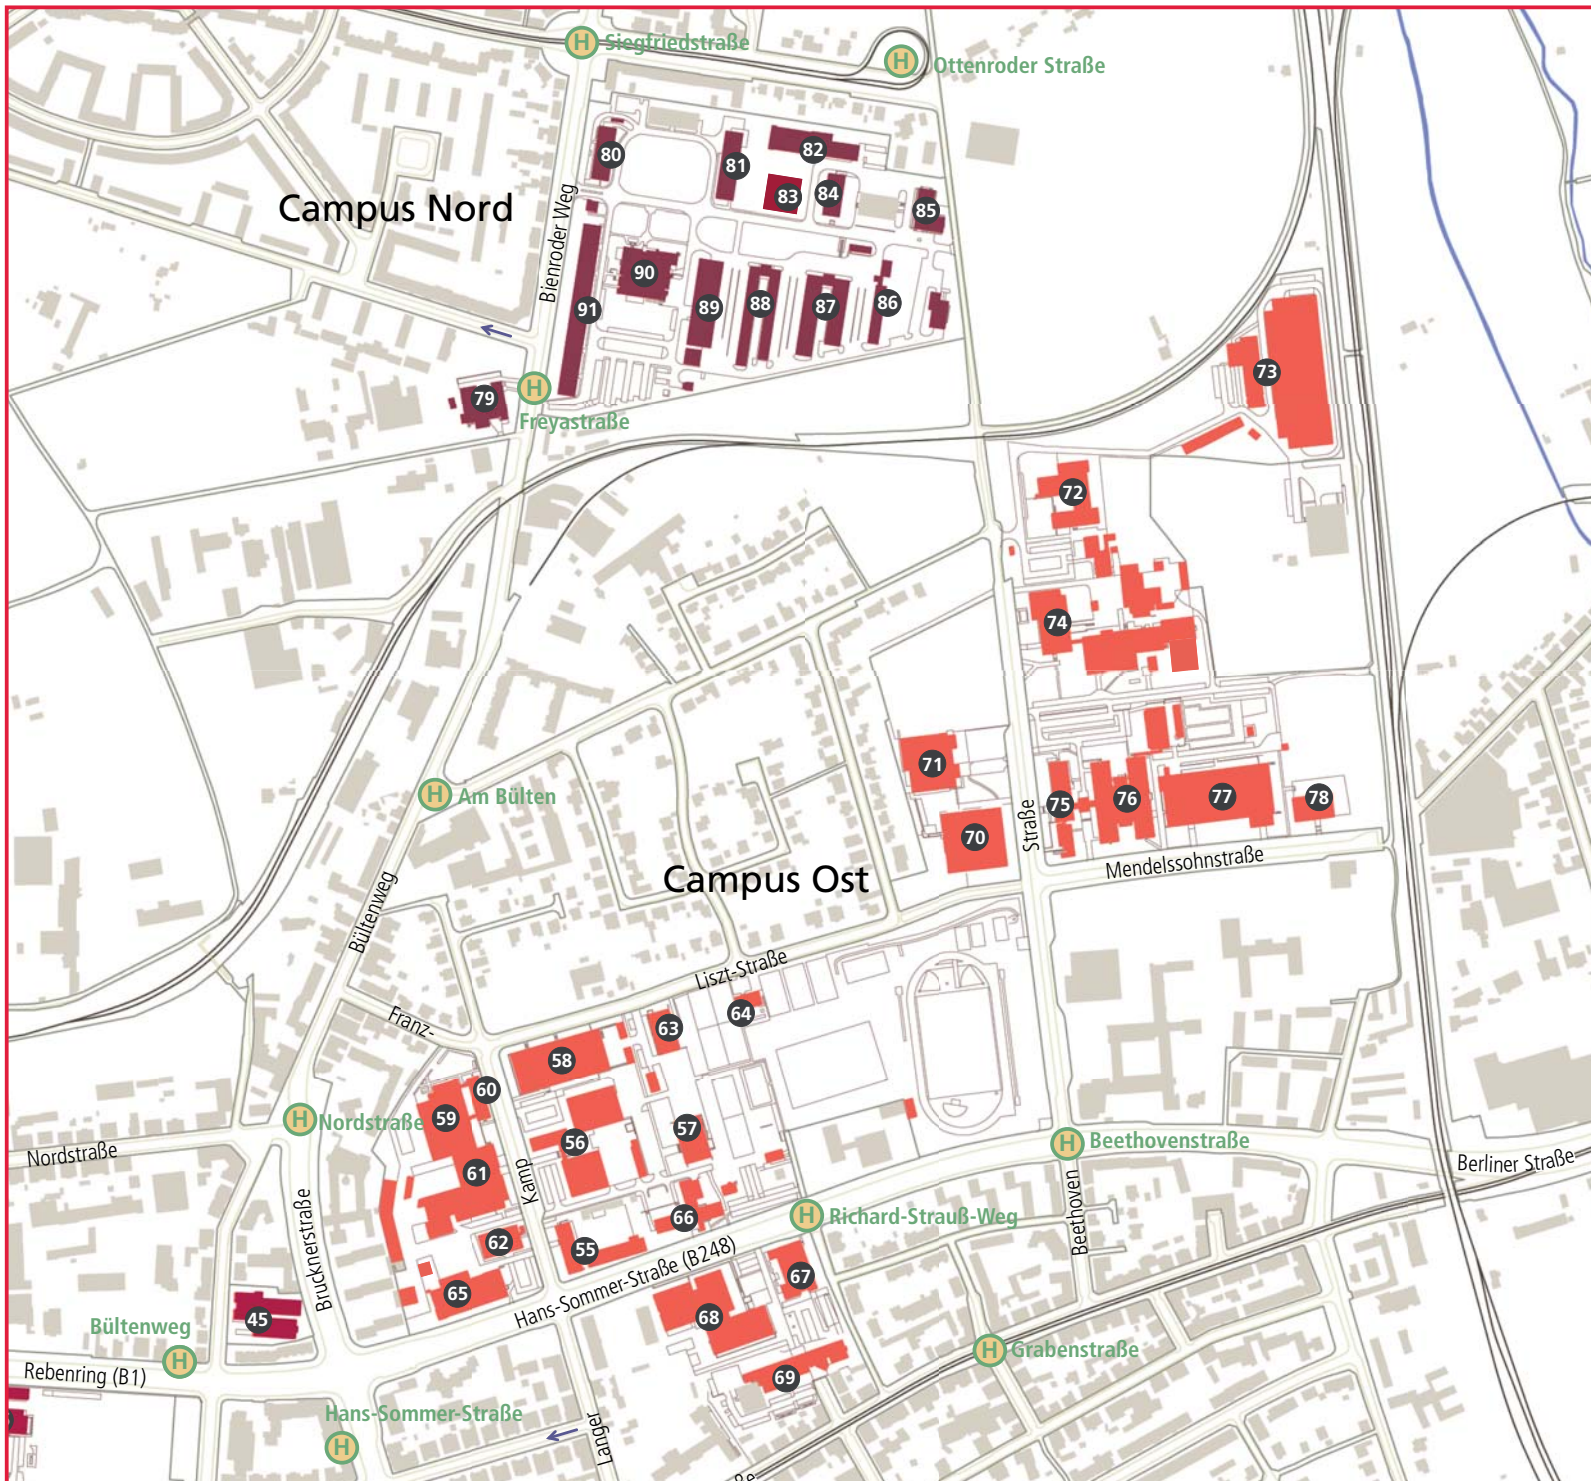 H Siegfriedstraße
H Ottenroder Straße
80
81
82
83
84
85
Campus Nord
Bienroder Weg
90
91
89
88
87
86
79
H
Freyastraße
73
72
74
71
70
75
76
77
78
Straße
Mendelssohnstraße
H Am Bülten
Campus Ost
Bültenweg
Liszt-Straße
Franz-
64
63
58
60
59
57
56
61
H Nordstraße
Nordstraße
H Beethovenstraße
Berliner Straße
Kamp
66
H Richard-Strauß-Weg
62
55
Beethoven
Brucknerstraße
65
Hans-Sommer-Straße (B248)
67
68
45
Bültenweg
H
H Grabenstraße
Rebenring (B1)
69
Hans-Sommer-Straße
H
Langer
ße